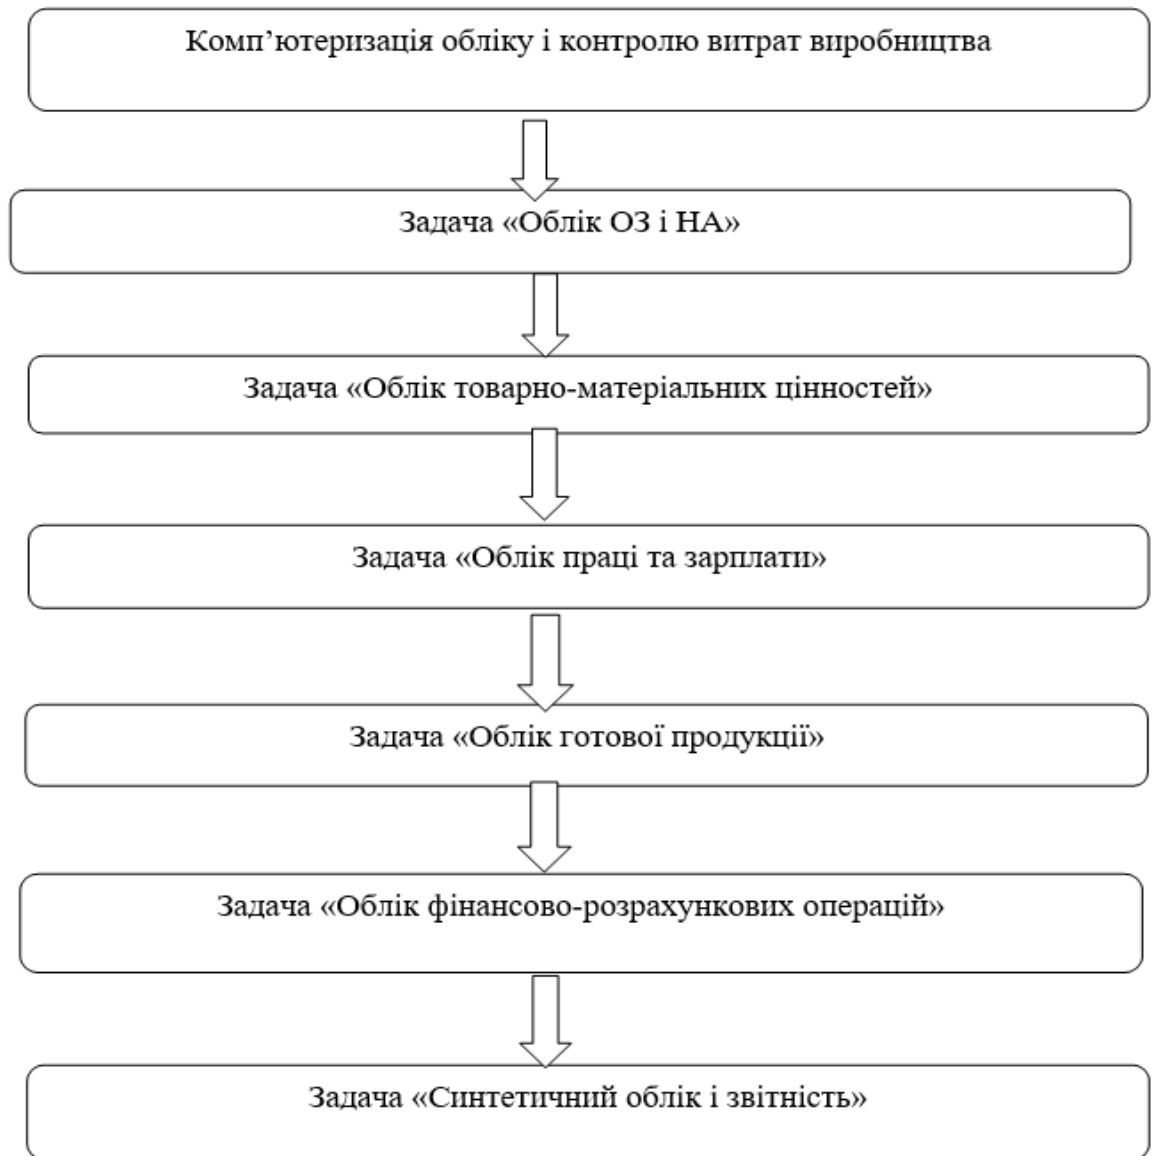 Комп’ютеризація обліку і контролю витрат виробництва
Задача «Облік ОЗ і НА»
Задача «Облік товарно-матеріальних цінностей»
Задача «Облік праці та зарплати»
Задача «Облік готової продукції»
Задача «Облік фінансово-розрахункових операцій»
Задача «Синтетичний облік і звітність»